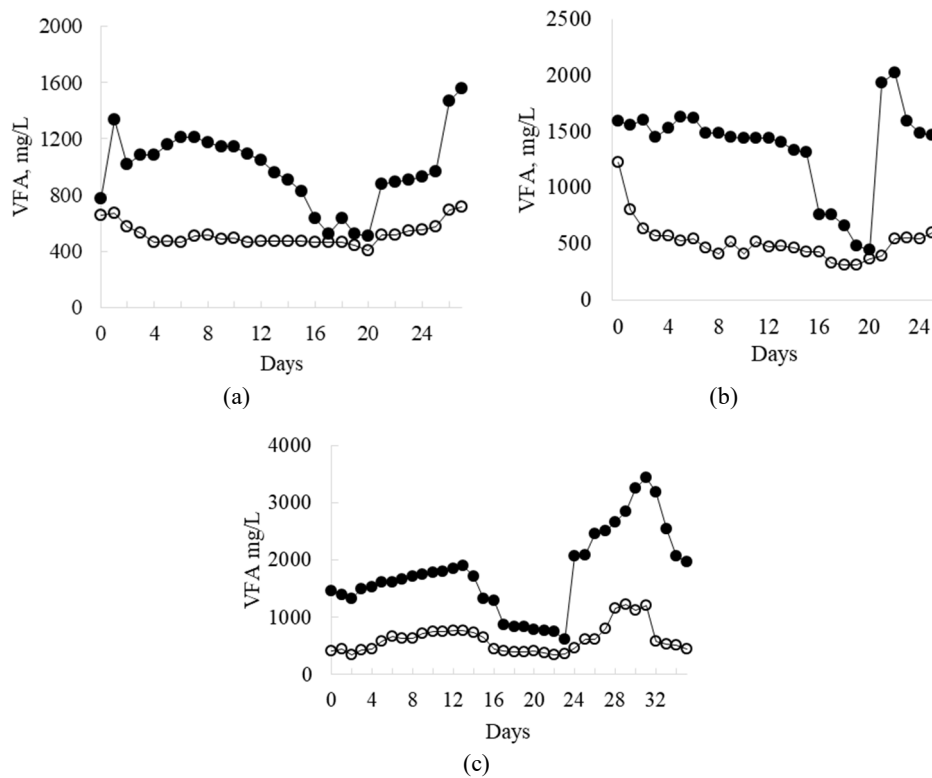 2000
1600
1200
800
400
0
VFA, mg/L
0 4 8 12 16 20 24
Days
(a)
2500
2000
1500
1000
500
0
VFA, mg/L
0 4 8 12 16 20 24
Days
(b)
4000
3000
2000
1000
0
VFA mg/L
0 4 8 12 16 20 24 28 32
Days
(c)